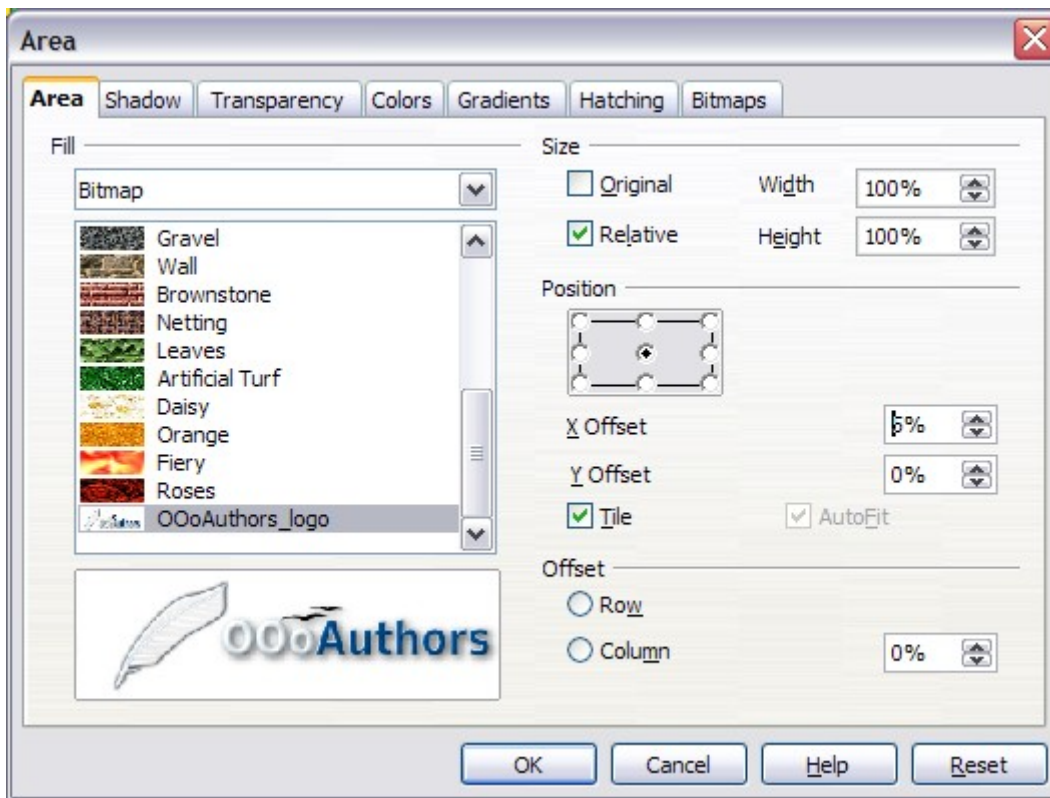 Area
Area Shadow Transparency Colors Gradients Hatching Bitmaps
Fill
Bitmap
Gravel
Wall
Brownstone
Netting
Leaves
Artificial Turf
Daisy
Orange
Fiery
Roses
OOoAuthors_logo
OOoAuthors
Size
Original Width 100%
Relative Height 100%
Position
X Offset
Y Offset 0%
Tile AutoFit
Offset
Row
Column 0%
OK Cancel Help Reset